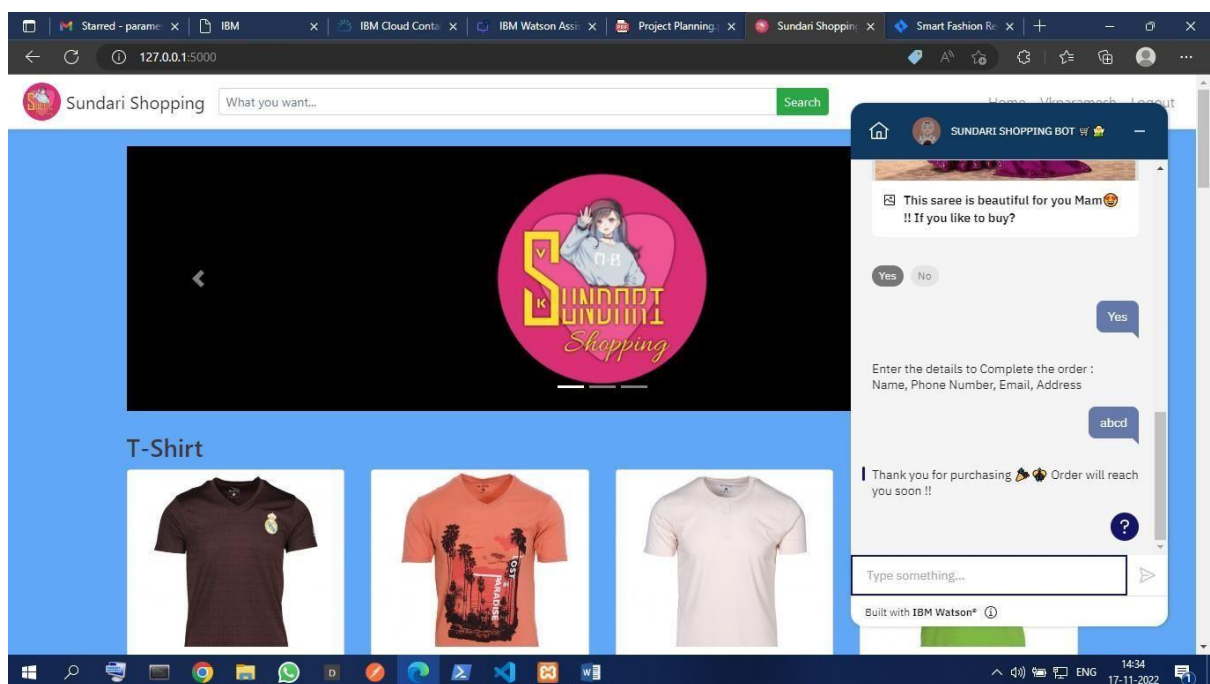 Starred - parame
IBM
IBM Cloud Conta
IBM Watson Assi
Project Planning.
Sundari Shopping
Smart Fashion Re
127.0.0.1:5000
Sundari Shopping
What you want...
Search
Home Vkparamesh Logout
SUNDARI SHOPPING BOT
This saree is beautiful for you Mam🤩
!! If you like to buy?
Yes No
Yes
Enter the details to Complete the order :
Name, Phone Number, Email, Address
abcd
Thank you for purchasing Order will reach
you soon !!
?
Type something...
Built with IBM Watson®
V
K
SUNDARI
Shopping
T-Shirt
LOST
IN
PARADISE
ENG
14:34
17-11-2022